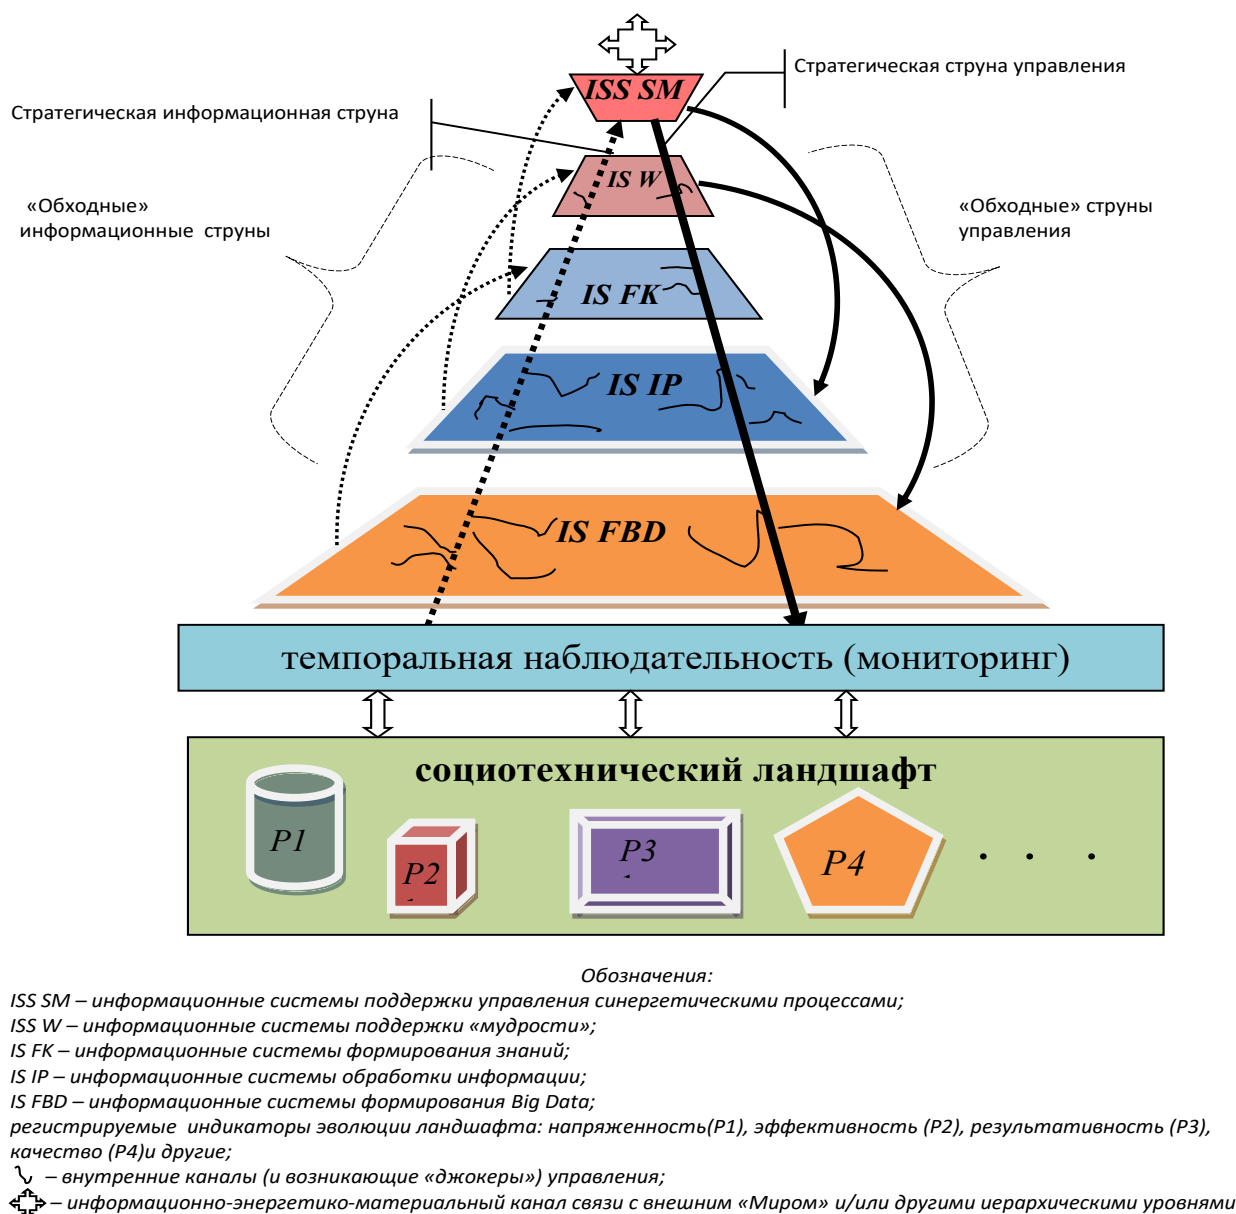 ISS SM
Стратегическая струна управления
Стратегическая информационная струна
IS W
«Обходные»
информационные струны
«Обходные» струны
управления
IS FK
IS IP
IS FBD
темпоральная наблюдательность (мониторинг)
социотехнический ландшафт
P1
P2
P3
P4
. . .
Обозначения:
ISS SM – информационные системы поддержки управления синергетическими процессами;
ISS W – информационные системы поддержки «мудрости»;
IS FK – информационные системы формирования знаний;
IS IP – информационные системы обработки информации;
IS FBD – информационные системы формирования Big Data;
регистрируемые индикаторы эволюции ландшафта: напряженность(P1), эффективность (P2), результативность (P3),
качество (P4)и другие;
– внутренние каналы (и возникающие «джокеры») управления;
– информационно-энергетико-материальный канал связи с внешним «Миром» и/или другими иерархическими уровнями